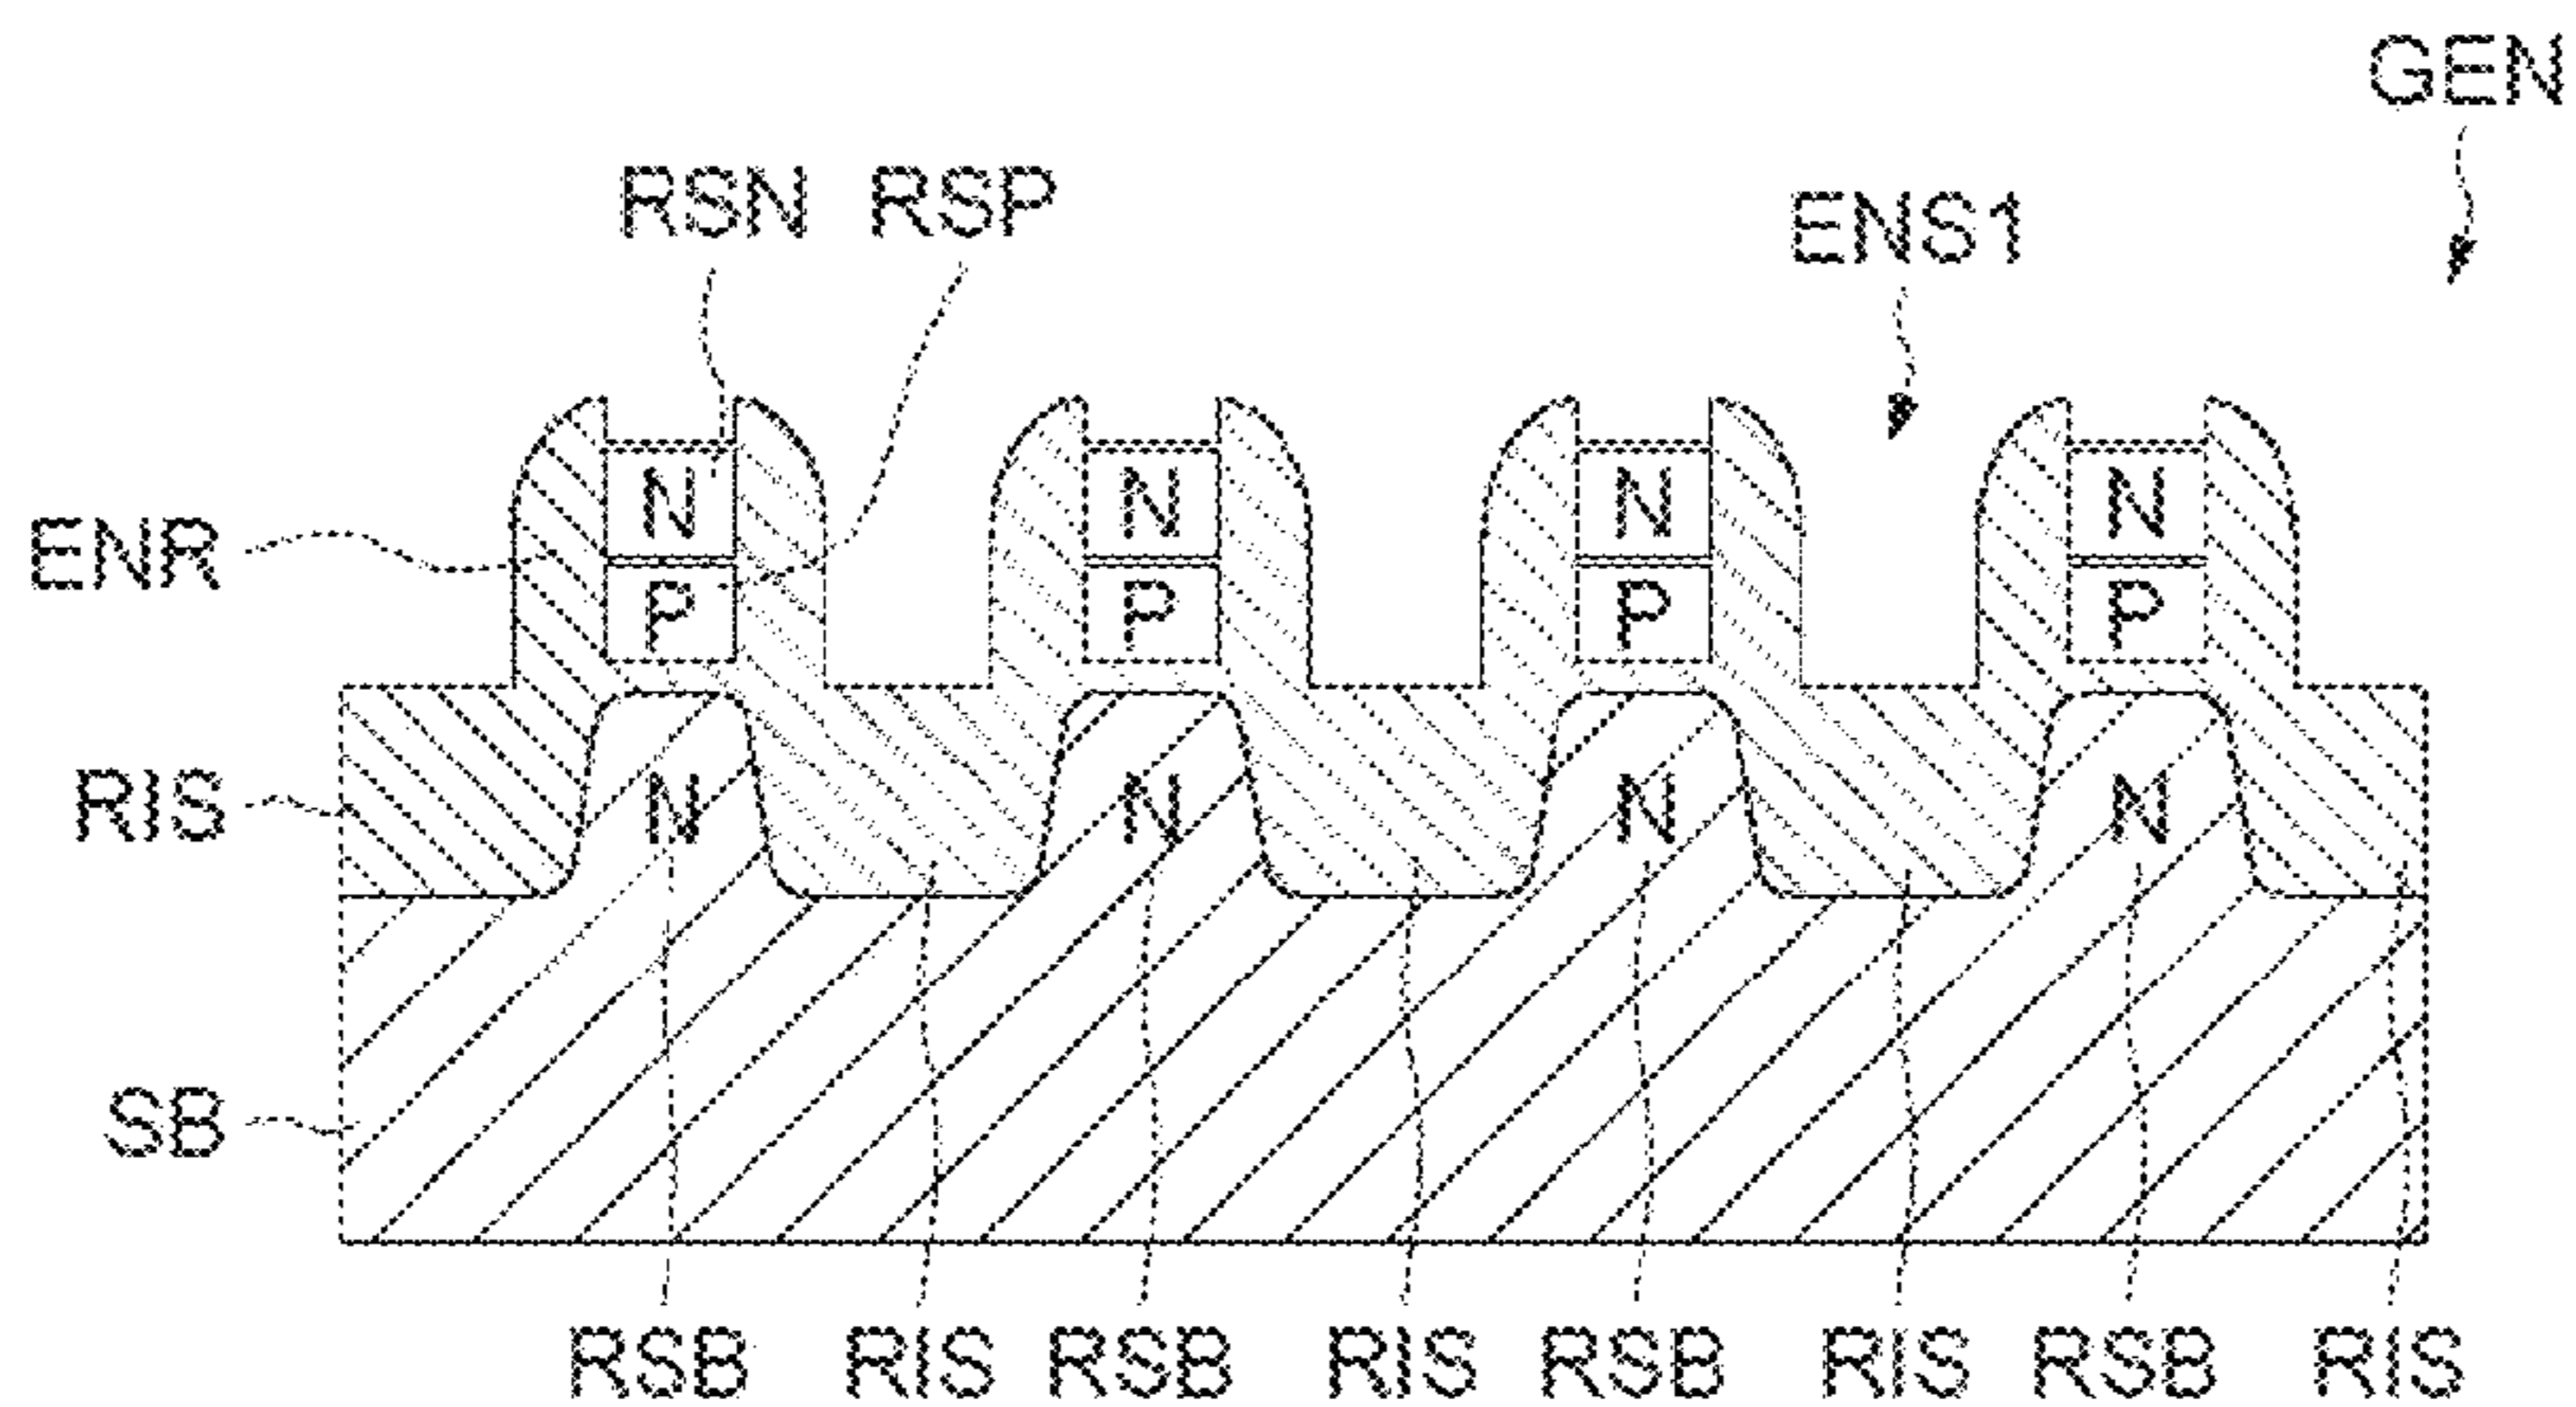 GEN
RSN RSP
ENS1
N N N N
ENR
P P P P
RIS
N N N N
SB
RSB RIS RSB RIS RSB RIS RSB RIS